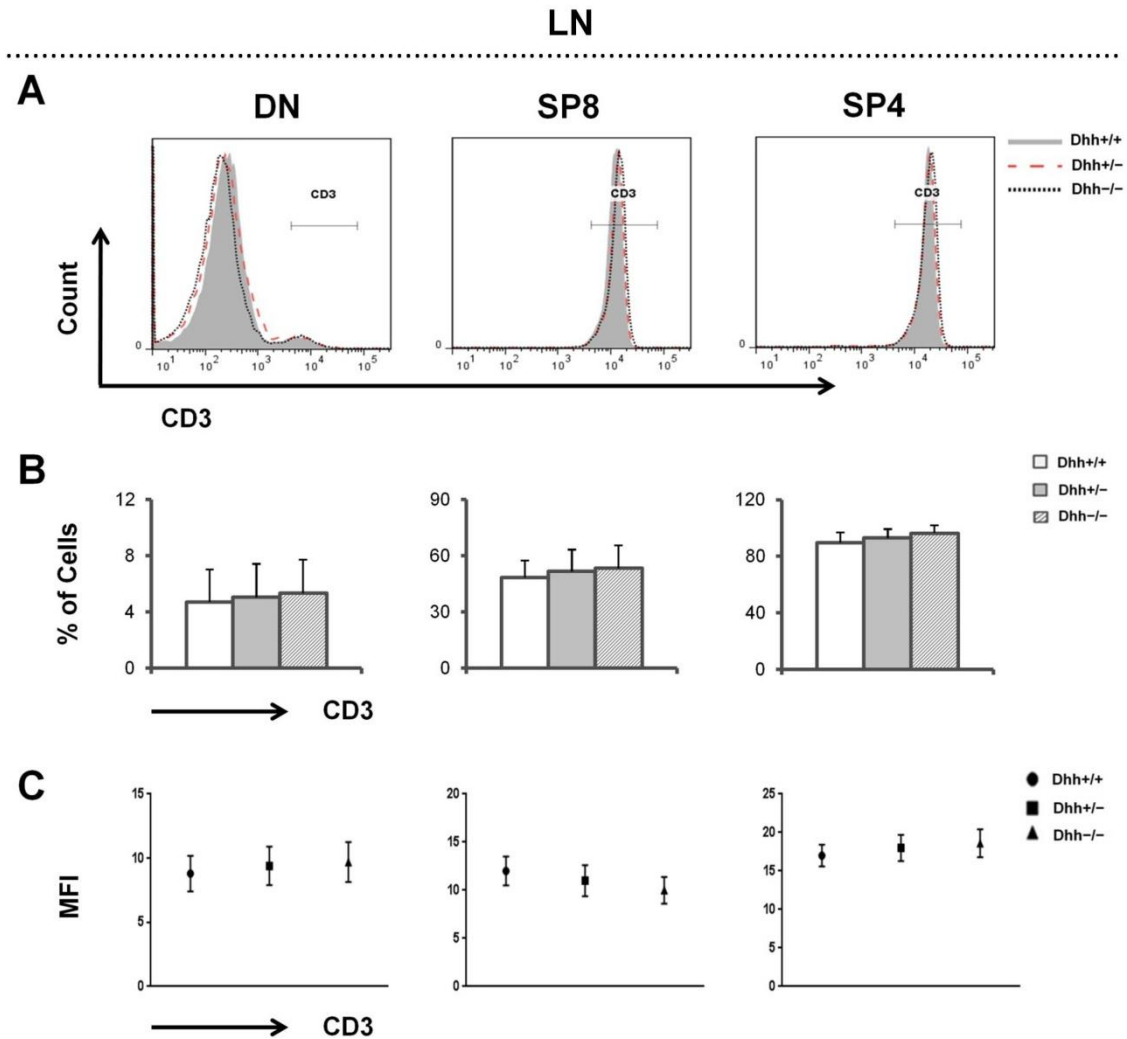 LN
A
DN
SP8
SP4
CD3
CD3
CD3
Dhh+/+
Dhh+/−
Dhh−/−
Count
0
10¹ 10² 10³ 10⁴ 10⁵
0
10¹ 10² 10³ 10⁴ 10⁵
0
10¹ 10² 10³ 10⁴ 10⁵
CD3
B
% of Cells
12
8
4
0
90
60
30
0
120
80
40
0
Dhh+/+
Dhh+/−
Dhh−/−
CD3
C
MFI
15
10
5
0
20
15
10
5
0
25
20
15
10
5
0
Dhh+/+
Dhh+/−
Dhh−/−
CD3